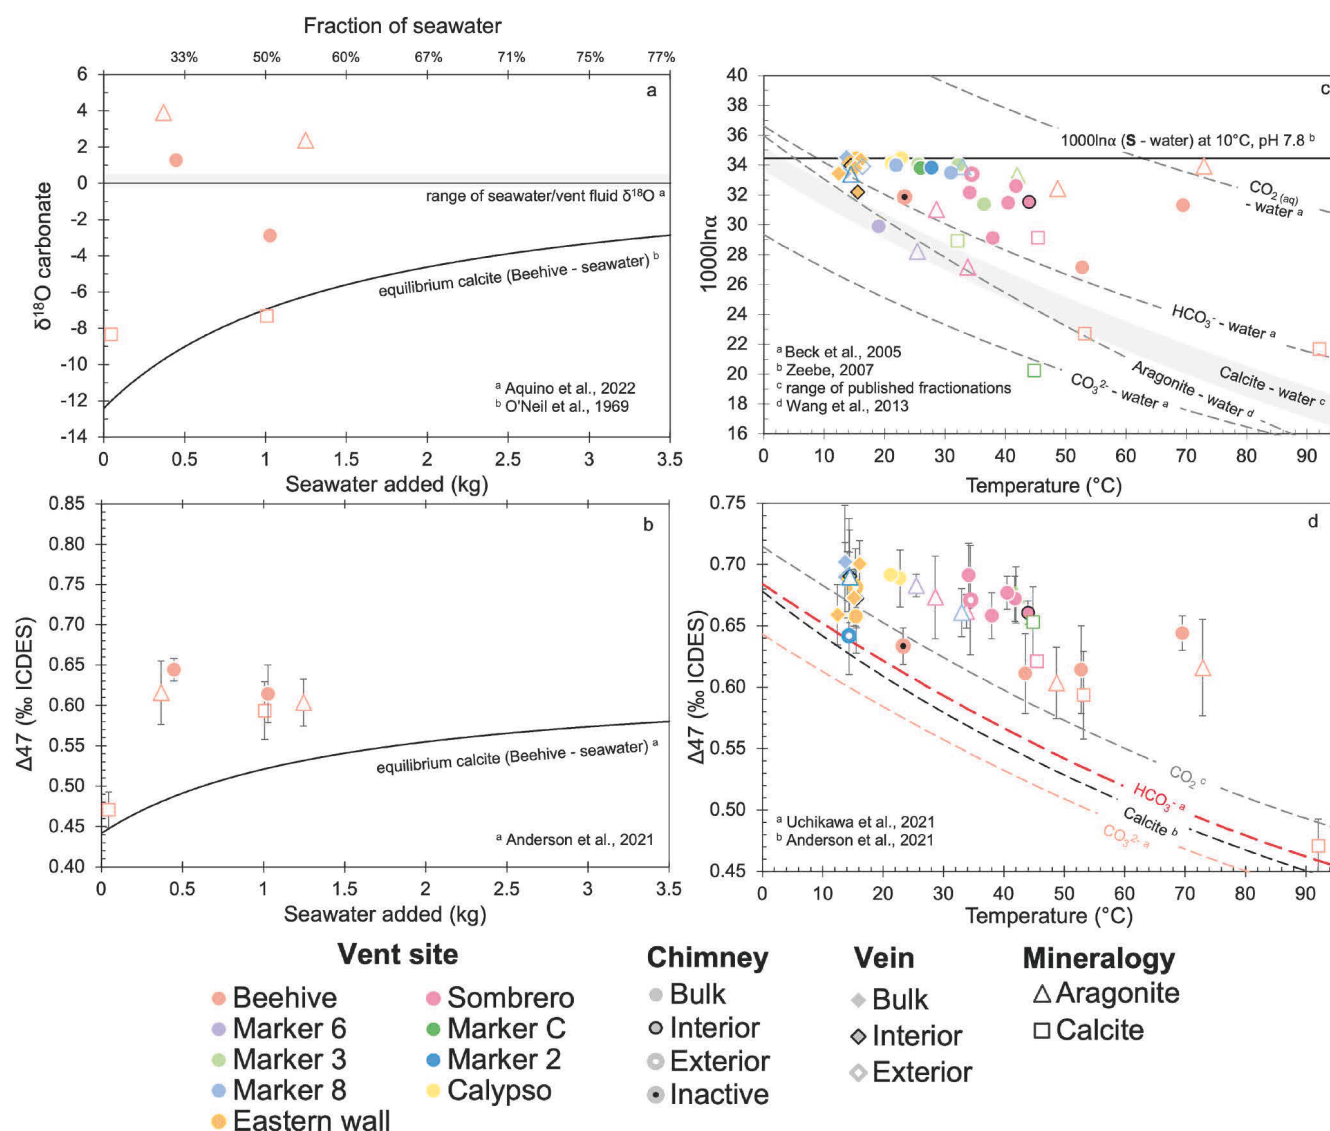 Fraction of seawater
33% 50% 60% 67% 71% 75% 77%
6
4
2
0
-2
-4
-6
-8
-10
-12
-14
δ18O carbonate
a
range of seawater/vent fluid δ18O a
equilibrium calcite (Beehive - seawater) b
a Aquino et al., 2022
b O'Neil et al., 1969
0 0.5 1 1.5 2 2.5 3 3.5
Seawater added (kg)
40
38
36
34
32
30
28
26
24
22
20
18
16
1000lnα
c
1000lnα (S - water) at 10°C, pH 7.8 b
CO2 (aq)
- water a
HCO3- - water a
Calcite - water c
Aragonite - water d
CO32- - water a
a Beck et al., 2005
b Zeebe, 2007
c range of published fractionations
d Wang et al., 2013
0 10 20 30 40 50 60 70 80 90
Temperature (°C)
0.85
0.80
0.75
0.70
0.65
0.60
0.55
0.50
0.45
0.40
Δ47 (‰ ICDES)
b
equilibrium calcite (Beehive - seawater) a
a Anderson et al., 2021
0 0.5 1 1.5 2 2.5 3 3.5
Seawater added (kg)
0.75
0.70
0.65
0.60
0.55
0.50
0.45
Δ47 (‰ ICDES)
d
CO2 c
HCO3- a
Calcite b
CO32- a
a Uchikawa et al., 2021
b Anderson et al., 2021
0 10 20 30 40 50 60 70 80 90
Temperature (°C)
Vent site
Beehive
Marker 6
Marker 3
Marker 8
Eastern wall
Sombrero
Marker C
Marker 2
Calypso
Chimney
Bulk
Interior
Exterior
Inactive
Vein
Bulk
Interior
Exterior
Mineralogy
Aragonite
Calcite